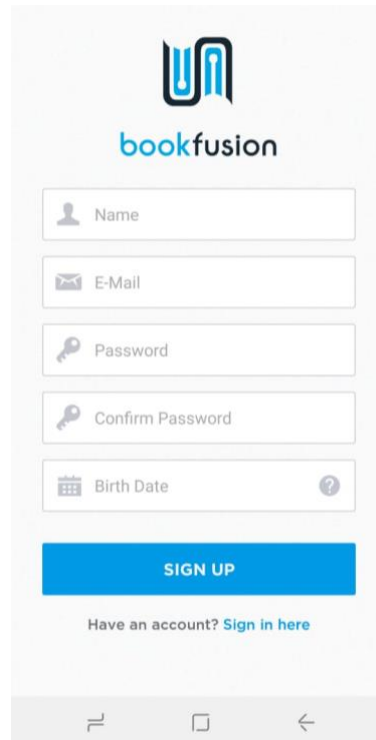 bookfusion
Name
E-Mail
Password
Confirm Password
Birth Date ?
SIGN UP
Have an account? Sign in here